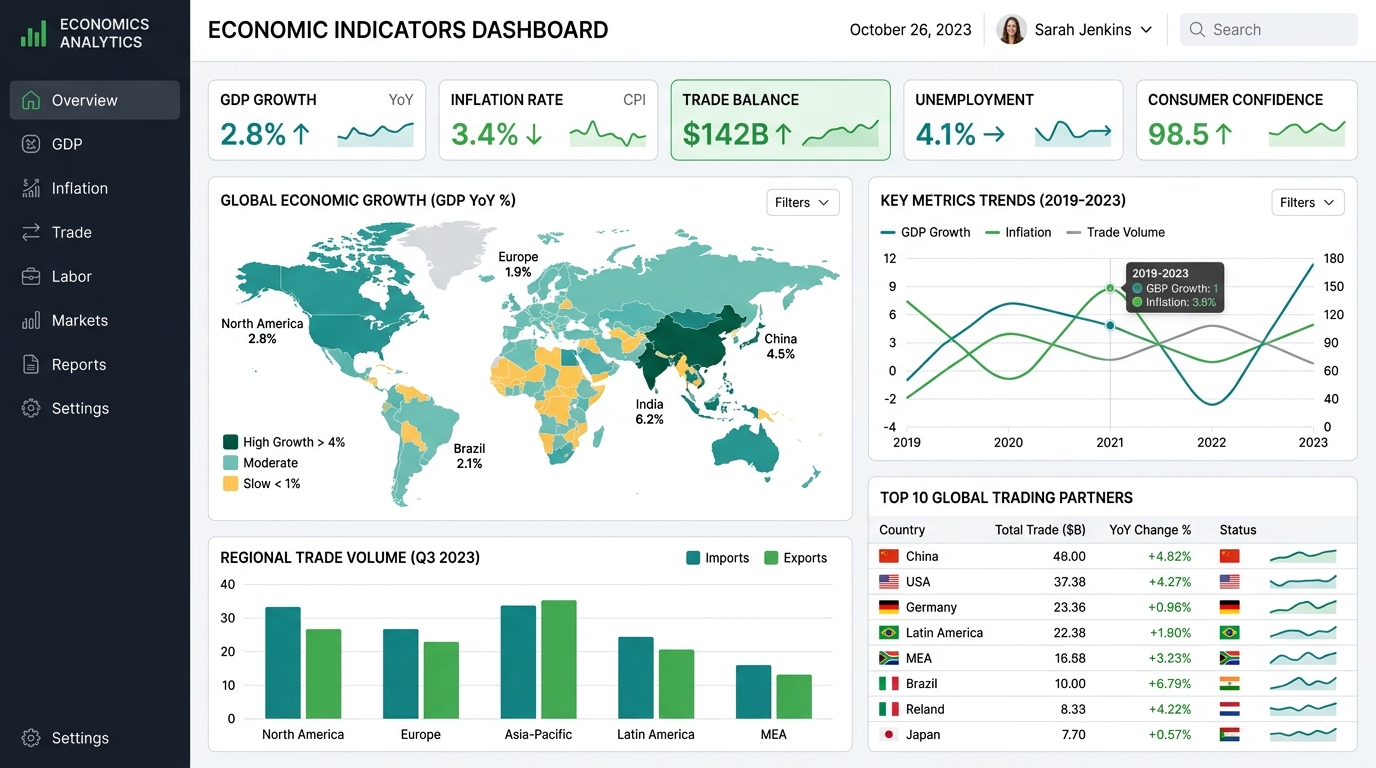 ECONOMICS
ANALYTICS
Overview
GDP
Inflation
Trade
Labor
Markets
Reports
Settings
Settings
ECONOMIC INDICATORS DASHBOARD
October 26, 2023
Sarah Jenkins
Search
GDP GROWTH YoY
2.8%↑
INFLATION RATE CPI
3.4%↓
TRADE BALANCE
$142B↑
UNEMPLOYMENT
4.1%→
CONSUMER CONFIDENCE
98.5↑
GLOBAL ECONOMIC GROWTH (GDP YoY %)
Filters
North America
2.8%
Europe
1.9%
China
4.5%
India
6.2%
Brazil
2.1%
High Growth > 4%
Moderate
Slow < 1%
KEY METRICS TRENDS (2019-2023)
Filters
GDP Growth Inflation Trade Volume
12 180
9 150
6 120
3 90
0 60
-2 40
-4 0
2019-2023
GBP Growth: 1
Inflation: 3.8%
2019 2020 2021 2022 2023
REGIONAL TRADE VOLUME (Q3 2023)
Imports Exports
40
30
20
10
0
North America Europe Asia-Pacific Latin America MEA
TOP 10 GLOBAL TRADING PARTNERS
Country Total Trade ($B) YoY Change % Status
China 48.00 +4.82%
USA 37.38 +4.27%
Germany 23.36 +0.96%
Latin America 22.38 +1.90%
MEA 16.58 +3.23%
Brazil 10.00 +6.79%
Reland 8.33 +4.22%
Japan 7.70 +0.57%